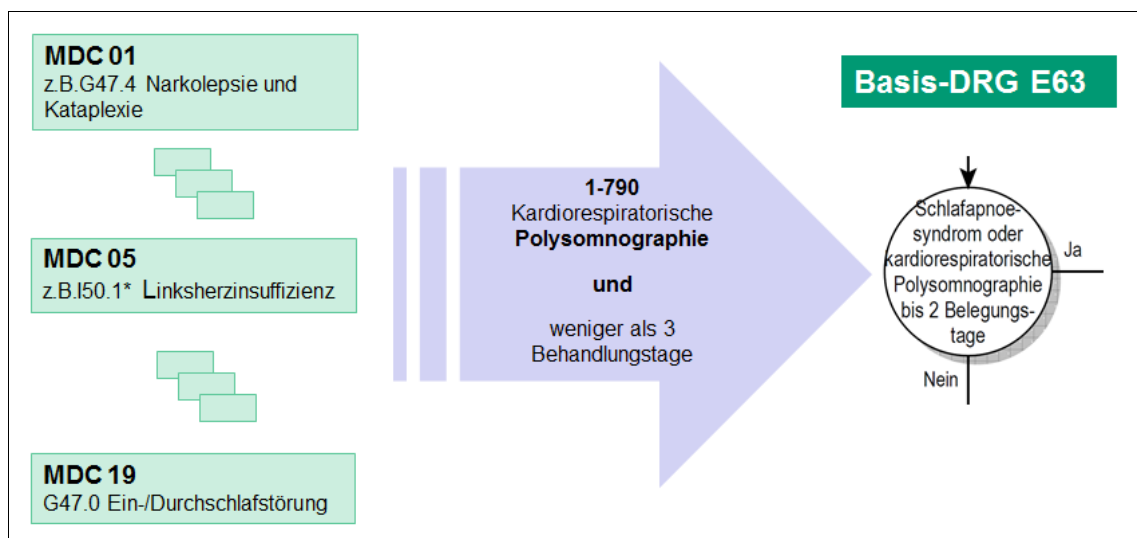 MDC 01
z.B.G47.4 Narkolepsie und
Kataplexie
MDC 05
z.B.I50.1* Linksherzinsuffizienz
MDC 19
G47.0 Ein-/Durchschlafstörung
1-790
Kardiorespiratorische
Polysomnographie
und
weniger als 3
Behandlungstage
Basis-DRG E63
Schlafapnoe-
syndrom oder
kardiorespiratorische
Polysomnographie
bis 2 Belegungs-
tage
Ja
Nein